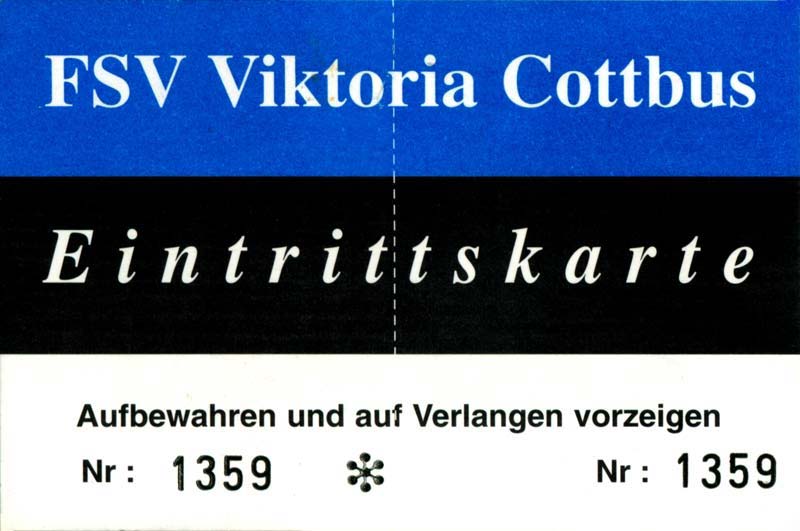 FSV Viktoria Cottbus
Eintrittskarte
Aufbewahren und auf Verlangen vorzeigen
Nr : 1359 Nr : 1359